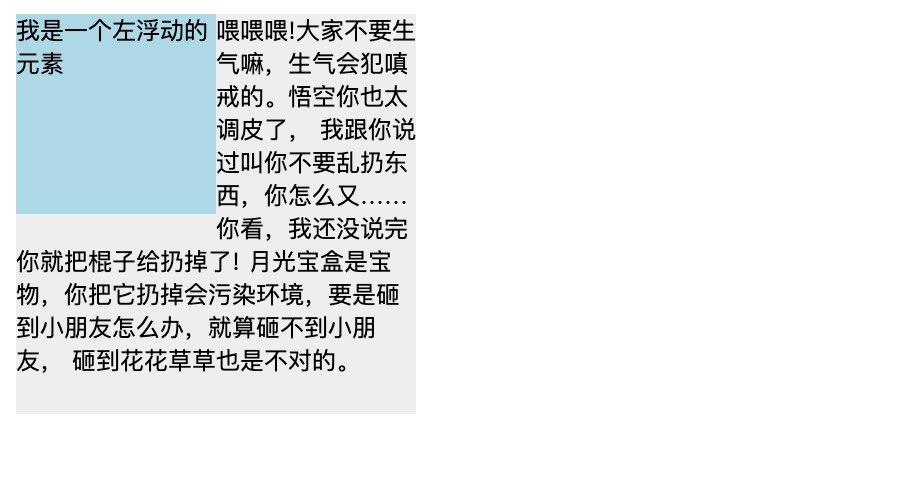 我是一个左浮动的
元素
喂喂喂!大家不要生
气嘛，生气会犯嗔
戒的。悟空你也太
调皮了， 我跟你说
过叫你不要乱扔东
西，你怎么又……
你看，我还没说完
你就把棍子给扔掉了! 月光宝盒是宝
物，你把它扔掉会污染环境，要是砸
到小朋友怎么办，就算砸不到小朋
友， 砸到花花草草也是不对的。